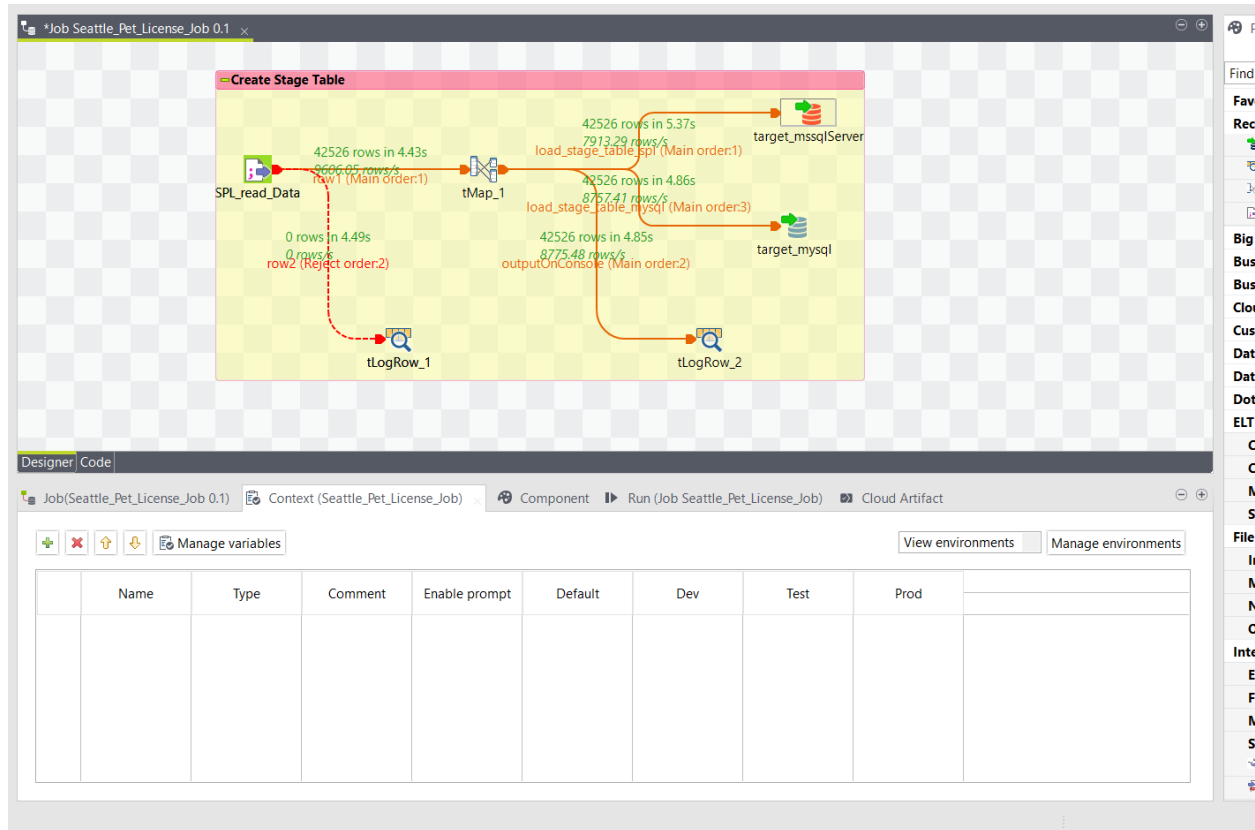 *Job Seattle_Pet_License_Job 0.1
Create Stage Table
42526 rows in 5.37s
7913.29 rows/s
load_stage_table_spl (Main order:1)
target_mssqlServer
42526 rows in 4.43s
9606.05 rows/s
row1 (Main order:1)
SPL_read_Data
tMap_1
42526 rows in 4.86s
8757.41 rows/s
load_stage_table_mysql (Main order:3)
target_mysql
0 rows in 4.49s
0 rows/s
row2 (Reject order:2)
42526 rows in 4.85s
8775.48 rows/s
outputOnConsole (Main order:2)
tLogRow_1
tLogRow_2
Designer Code
Job(Seattle_Pet_License_Job 0.1) Context (Seattle_Pet_License_Job) Component Run (Job Seattle_Pet_License_Job) Cloud Artifact
Manage variables View environments Manage environments
Name Type Comment Enable prompt Default Dev Test Prod
Find
Fav
Rec
Big
Bus
Bus
Clou
Cus
Dat
Dat
Dot
ELT
File
Inte